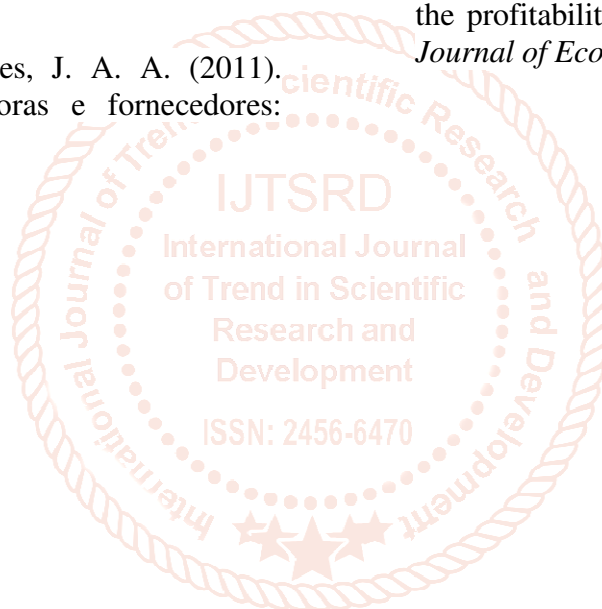 es, J. A. A. (2011).
oras e fornecedores:
the profitabilit
Journal of Eco
International Journal of Trend in Scientific Research and Development
IJTSRD
International Journal
of Trend in Scientific
Research and
Development
ISSN: 2456-6470